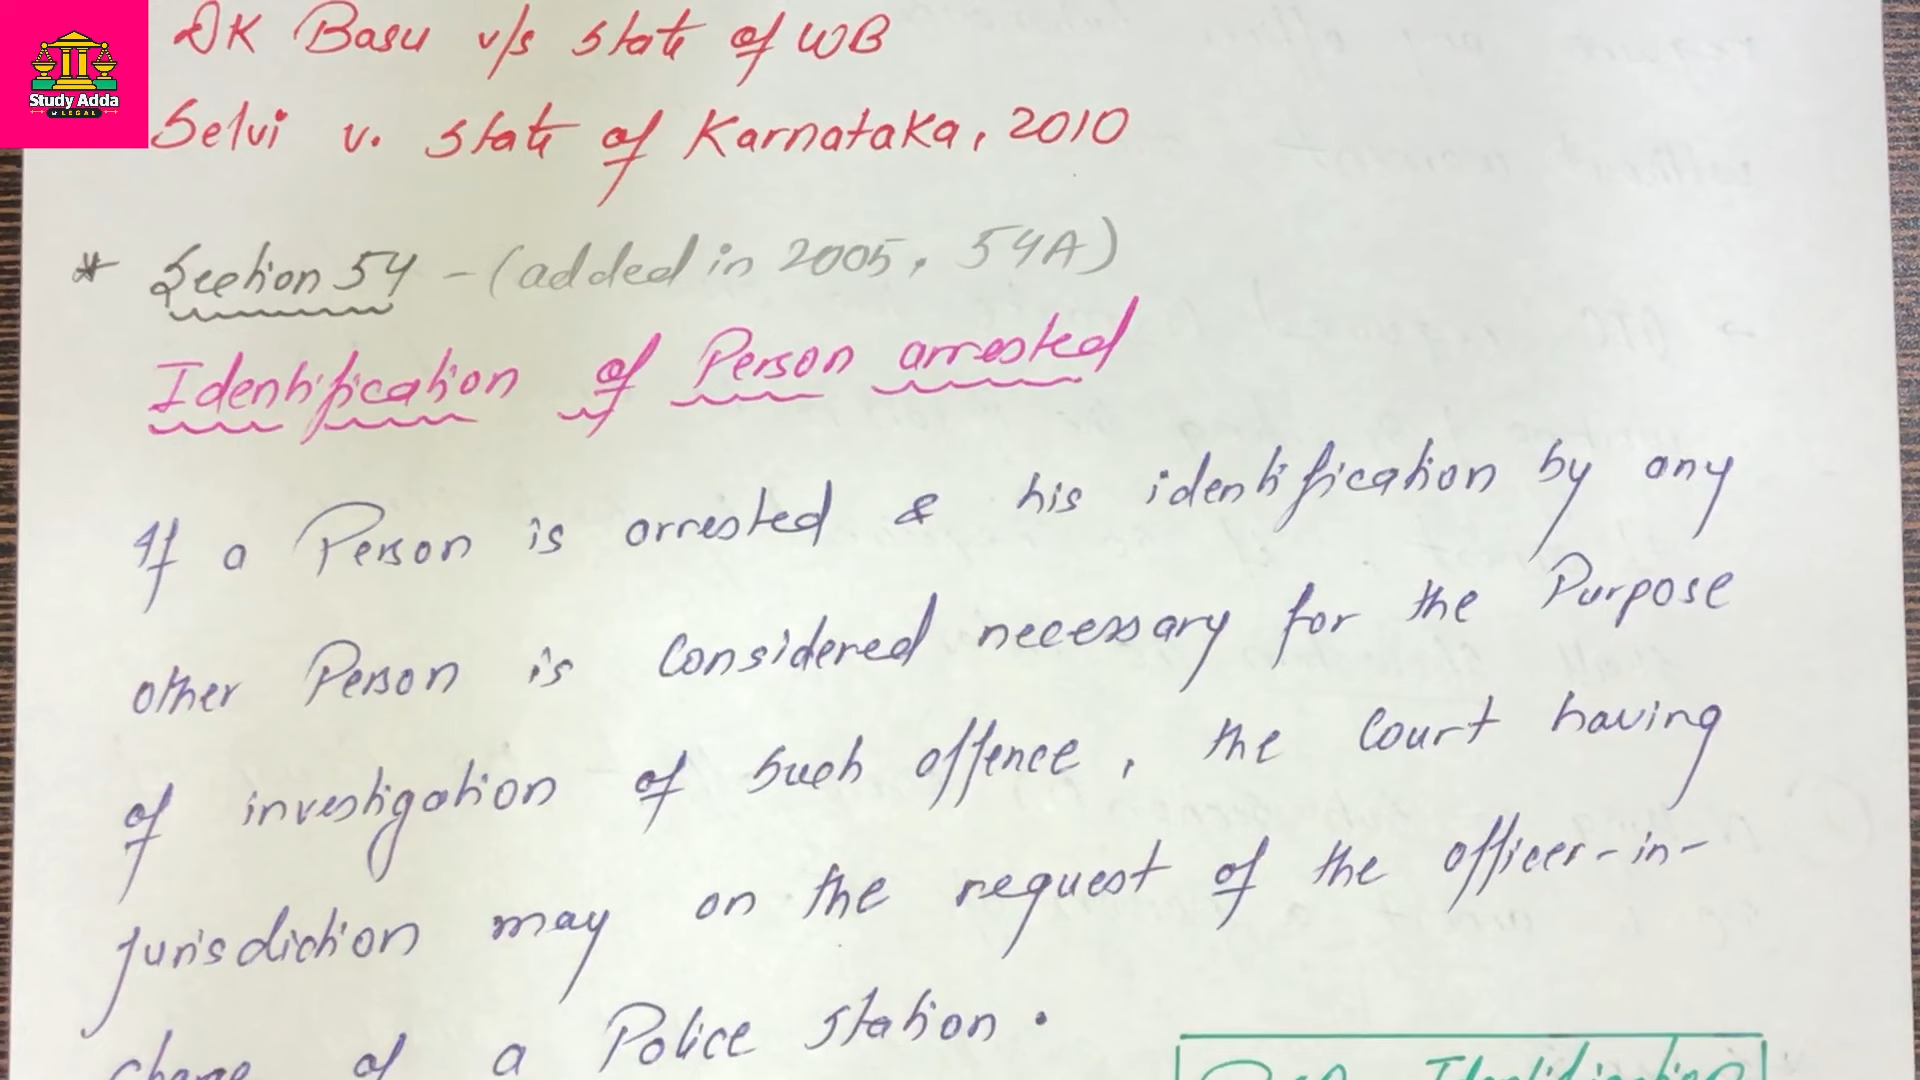 DK Basu v/s State of WB
Study Adda
LEGAL
Selvi v. State of Karnataka, 2010
* Section 54 - (added in 2005, 54A)
Identification of Person arrested
If a Person is arrested & his identification by any
other Person is Considered necessary for the Purpose
of investigation of Such offence, the Court having
Jurisdiction may on the request of the officer-in-
charge of a Police Station.
Identification